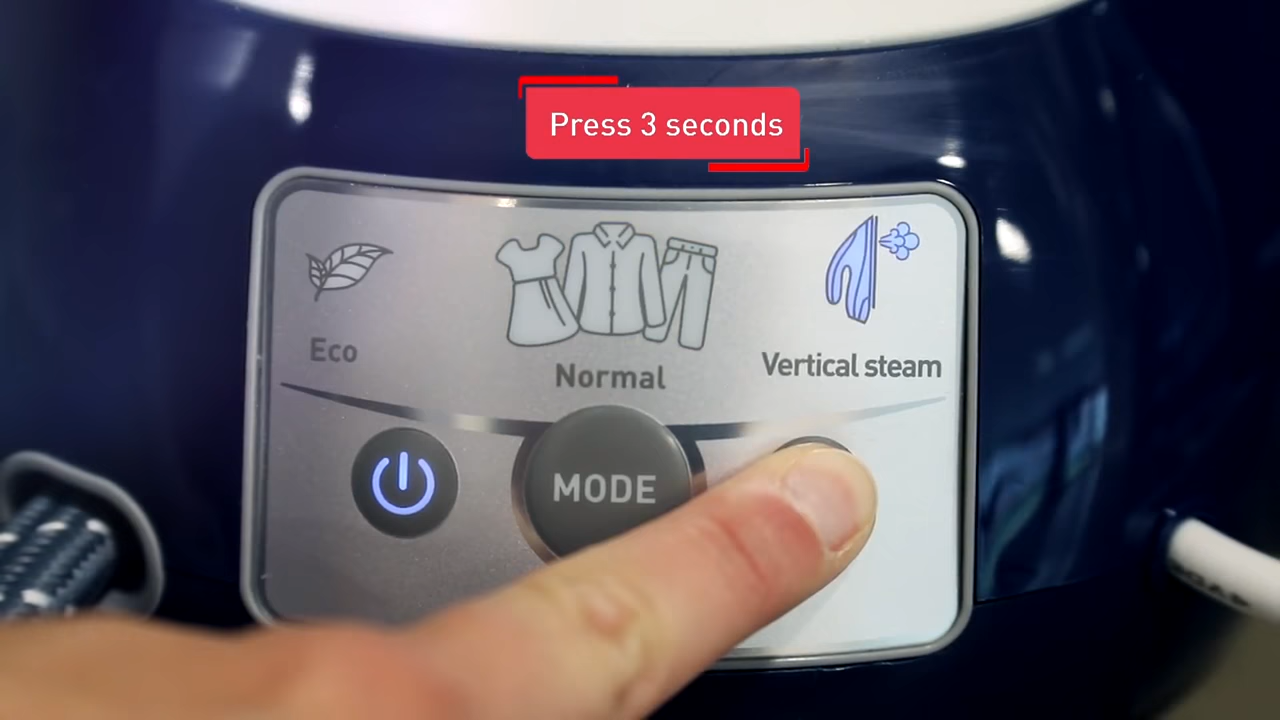 Press 3 seconds
Eco
Normal
Vertical steam
MODE